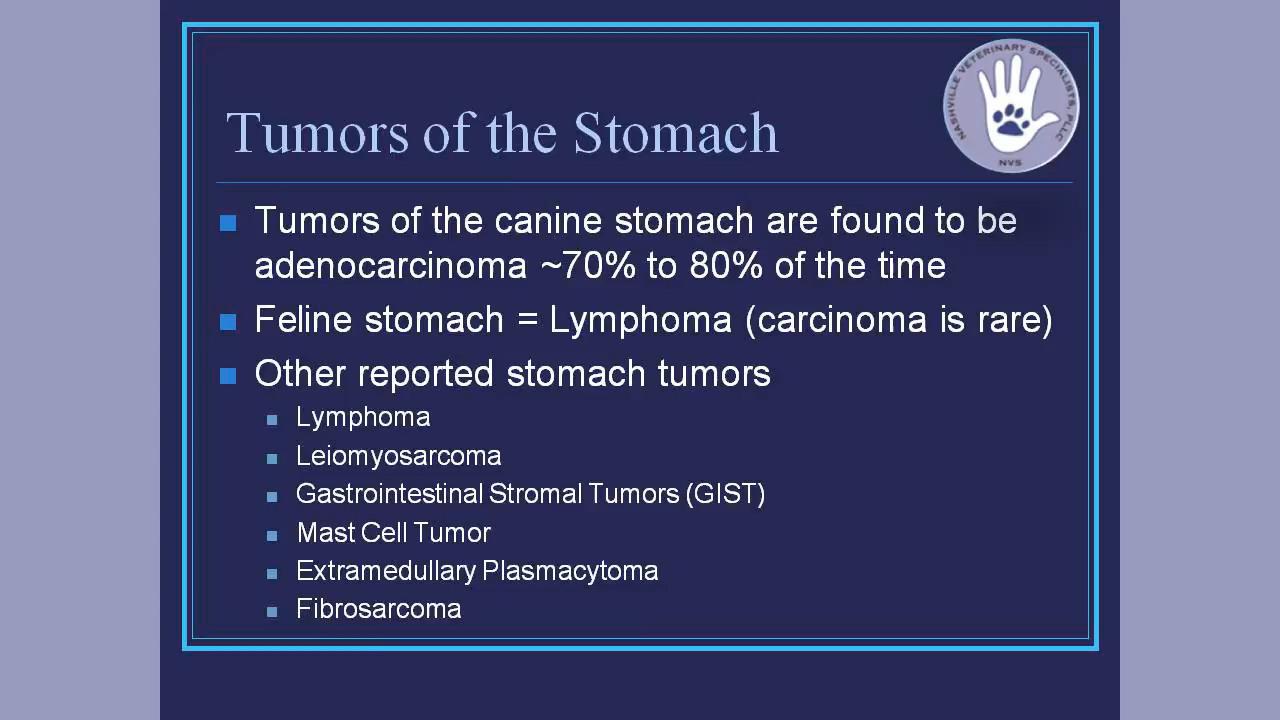 NASHVILLE VETERINARY SPECIALISTS, PLLC
NVS
Tumors of the Stomach
Tumors of the canine stomach are found to be
adenocarcinoma ~70% to 80% of the time
Feline stomach = Lymphoma (carcinoma is rare)
Other reported stomach tumors
Lymphoma
Leiomyosarcoma
Gastrointestinal Stromal Tumors (GIST)
Mast Cell Tumor
Extramedullary Plasmacytoma
Fibrosarcoma